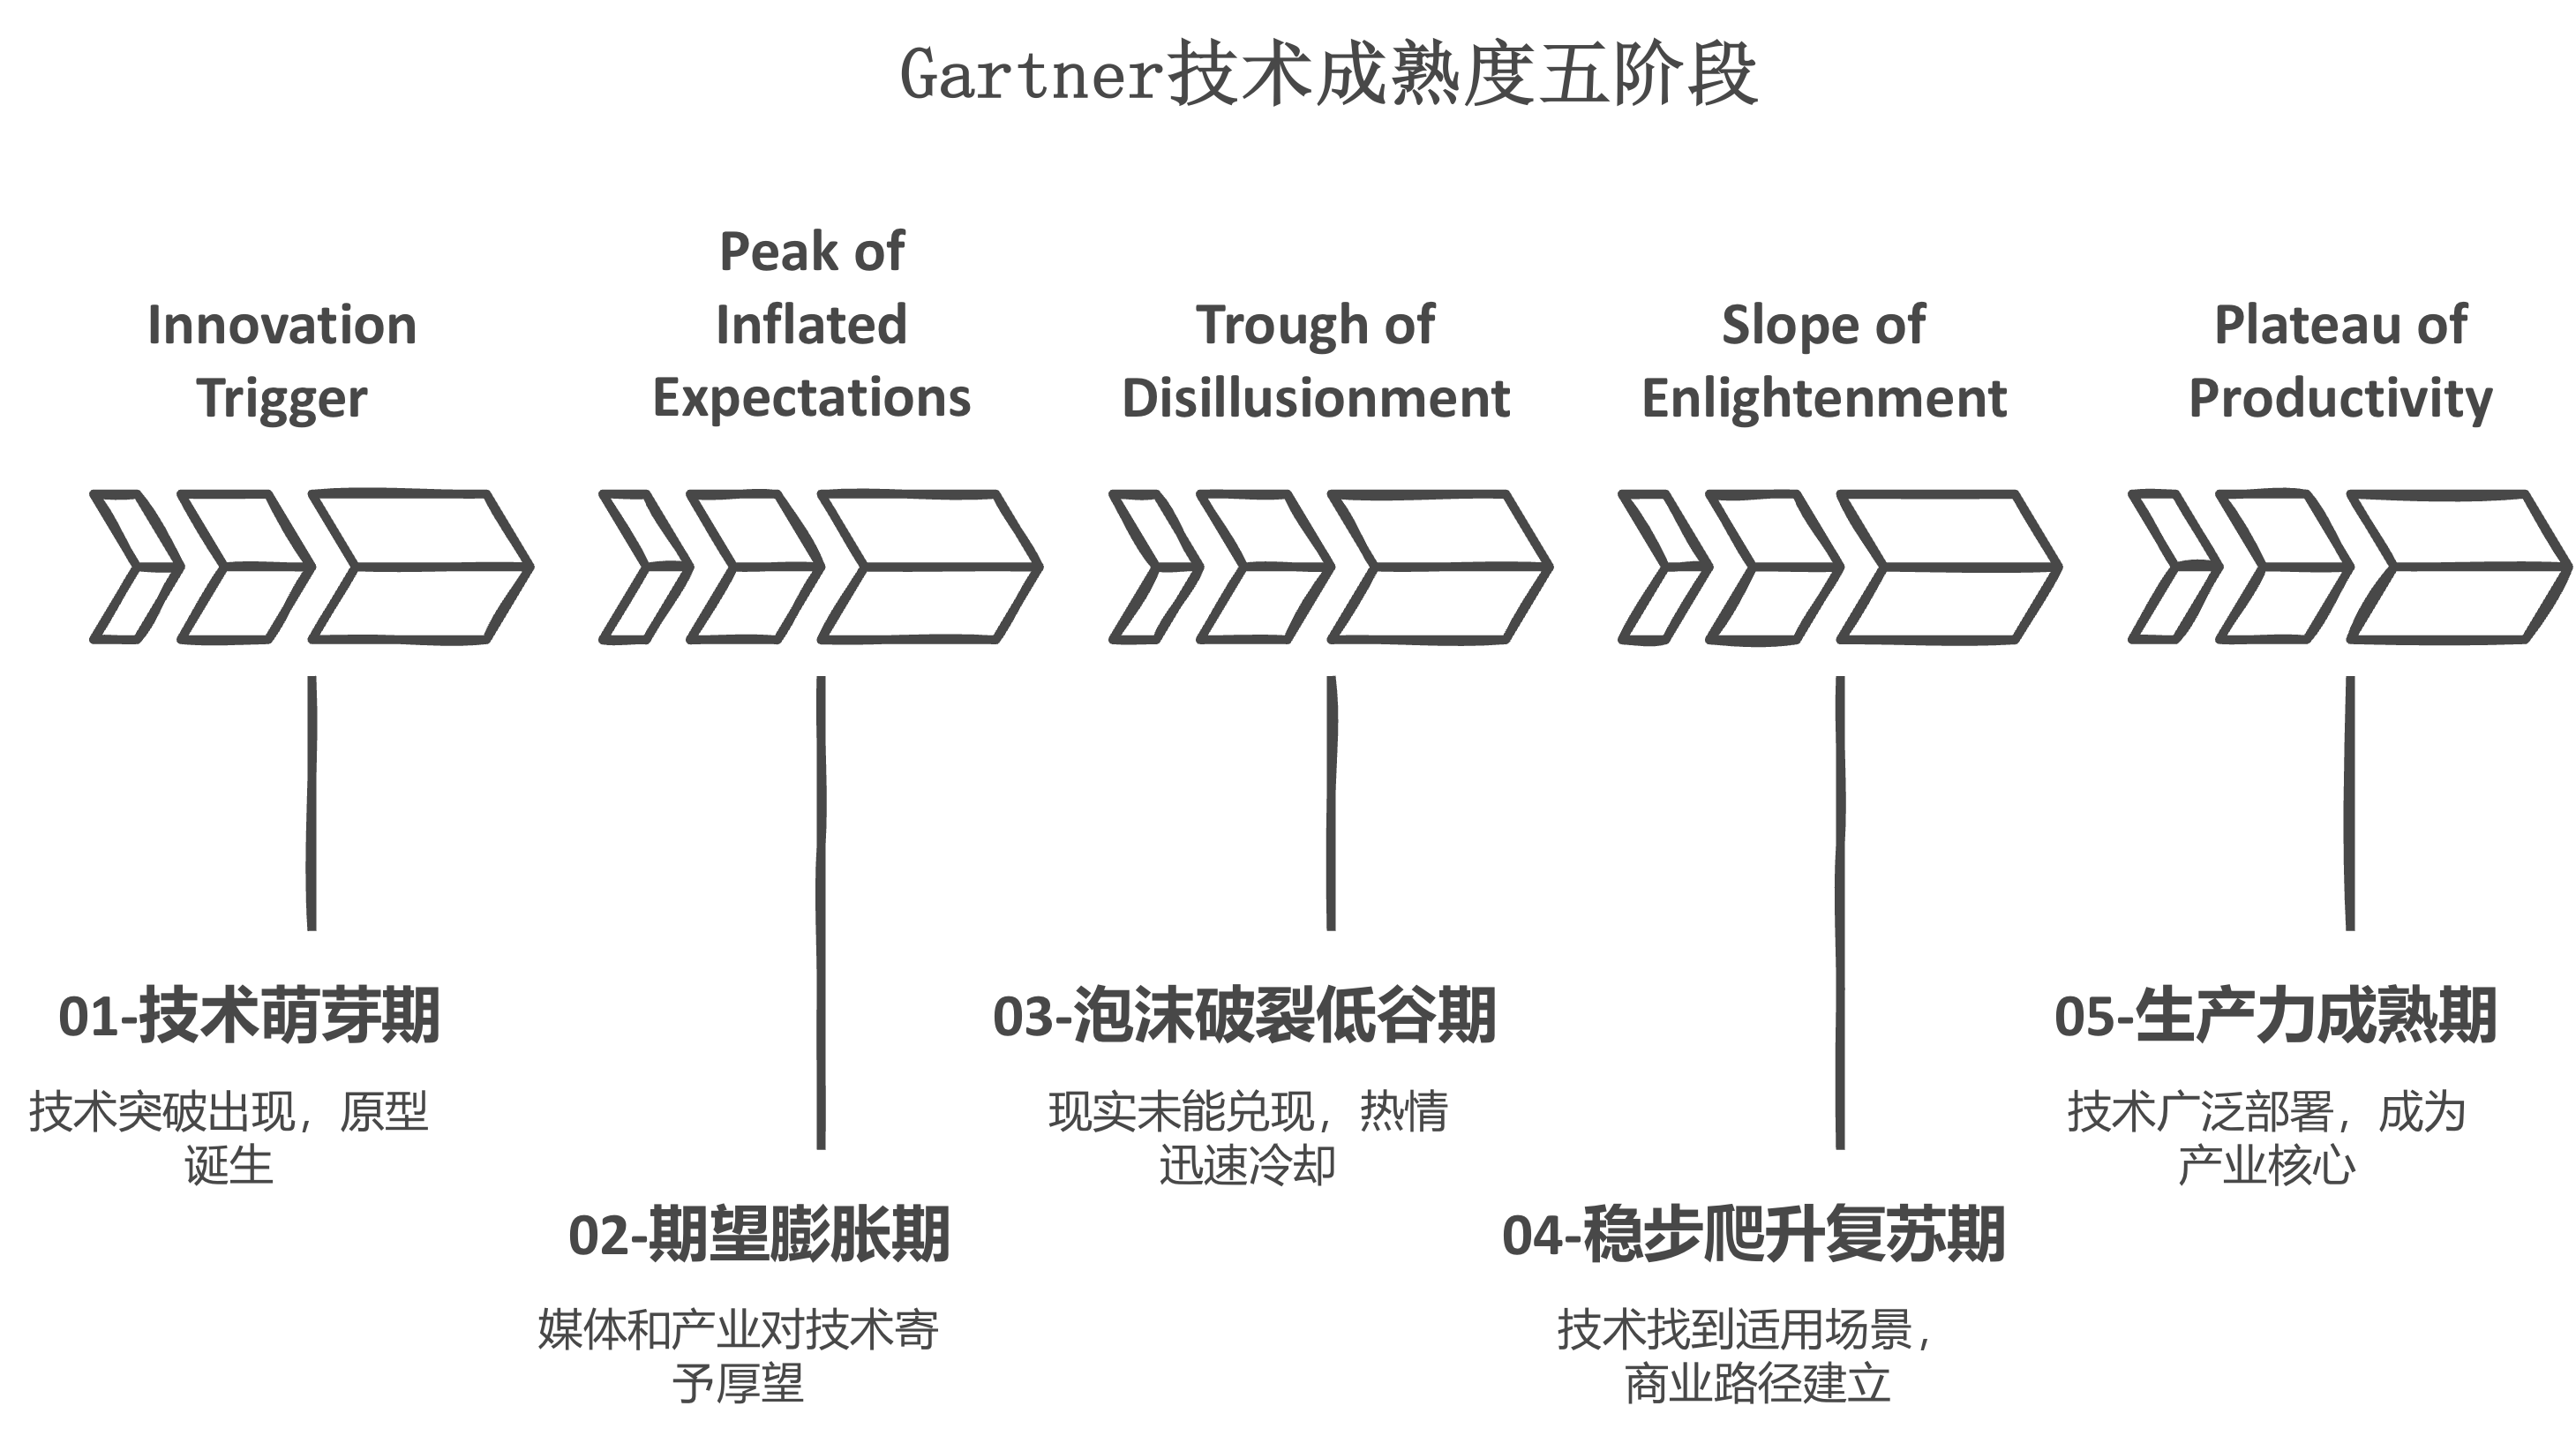 Gartner技术成熟度五阶段
Innovation
Trigger
Peak of
Inflated
Expectations
Trough of
Disillusionment
Slope of
Enlightenment
Plateau of
Productivity
01-技术萌芽期
技术突破出现，原型
诞生
02-期望膨胀期
媒体和产业对技术寄
予厚望
03-泡沫破裂低谷期
现实未能兑现，热情
迅速冷却
04-稳步爬升复苏期
技术找到适用场景，
商业路径建立
05-生产力成熟期
技术广泛部署，成为
产业核心